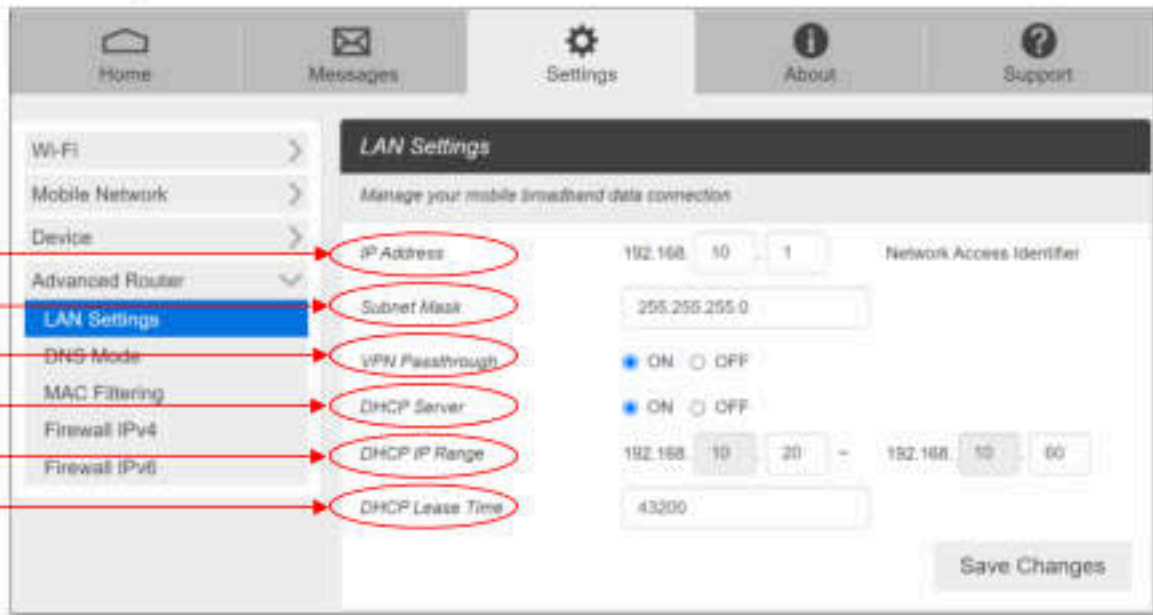 Home Messages Settings About Support
Wi-Fi
Mobile Network
Device
Advanced Router
LAN Settings
DNS Mode
MAC Filtering
Firewall IPv4
Firewall IPv6
LAN Settings
Manage your mobile broadband data connection
IP Address 192.168. 10 . 1 Network Access Identifier
Subnet Mask 255.255.255.0
VPN Passthrough ON OFF
DHCP Server ON OFF
DHCP IP Range 192.168. 10 . 20 – 192.168. 10 . 60
DHCP Lease Time 43200
Save Changes